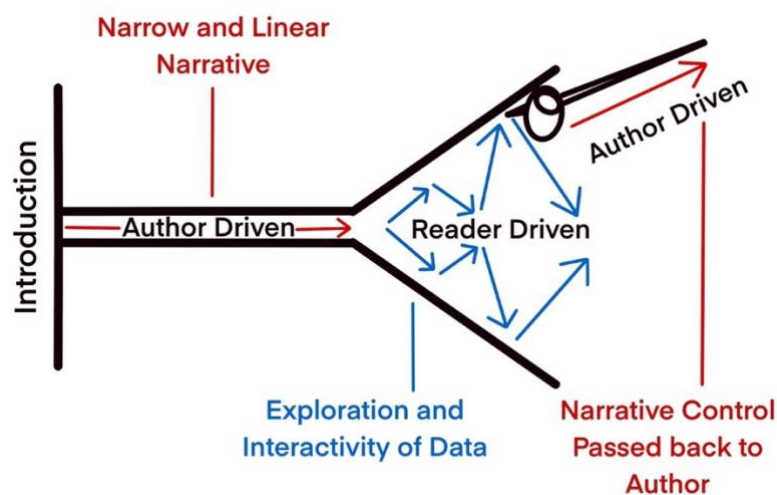 Narrow and Linear
Narrative
Introduction
Author Driven
Reader Driven
Author Driven
Exploration and
Interactivity of Data
Narrative Control
Passed back to
Author